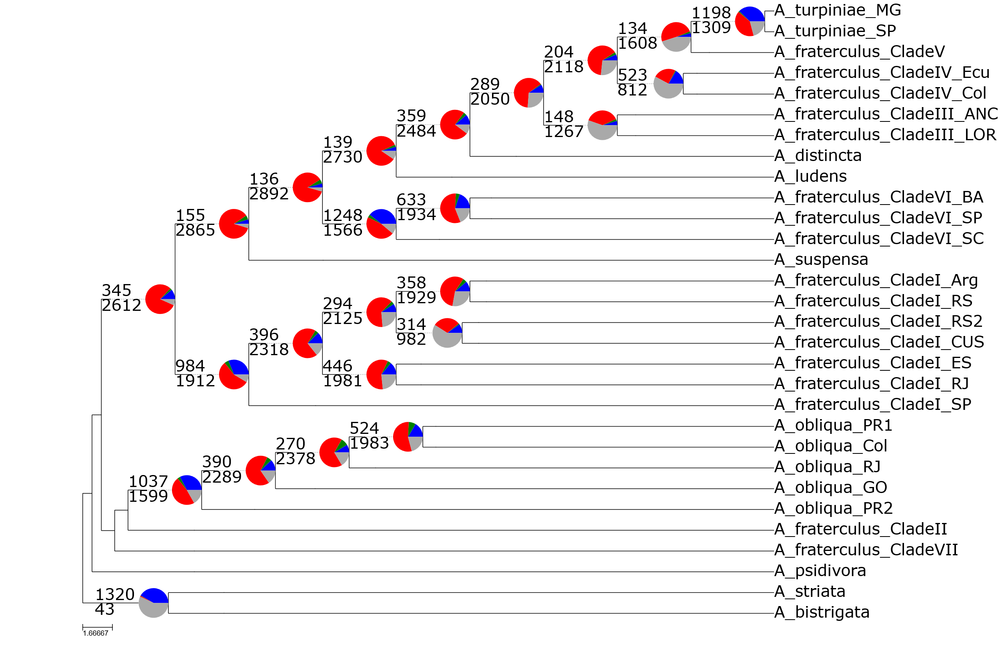 1198
1309
A_turpiniae_MG
134
1608
A_turpiniae_SP
204
2118
A_fraterculus_CladeV
523
812
A_fraterculus_CladeIV_Ecu
289
2050
A_fraterculus_CladeIV_Col
148
1267
A_fraterculus_CladeIII_ANC
359
2484
A_fraterculus_CladeIII_LOR
139
2730
A_distincta
136
2892
A_ludens
633
1934
A_fraterculus_CladeVI_BA
155
2865
1248
1566
A_fraterculus_CladeVI_SP
A_fraterculus_CladeVI_SC
A_suspensa
345
2612
358
1929
A_fraterculus_CladeI_Arg
294
2125
A_fraterculus_CladeI_RS
314
982
A_fraterculus_CladeI_RS2
396
2318
A_fraterculus_CladeI_CUS
984
1912
446
1981
A_fraterculus_CladeI_ES
A_fraterculus_CladeI_RJ
A_fraterculus_CladeI_SP
524
1983
A_obliqua_PR1
270
2378
A_obliqua_Col
390
2289
A_obliqua_RJ
1037
1599
A_obliqua_GO
A_obliqua_PR2
A_fraterculus_CladeII
A_fraterculus_CladeVII
A_psidivora
1320
43
A_striata
A_bistrigata
1.66667